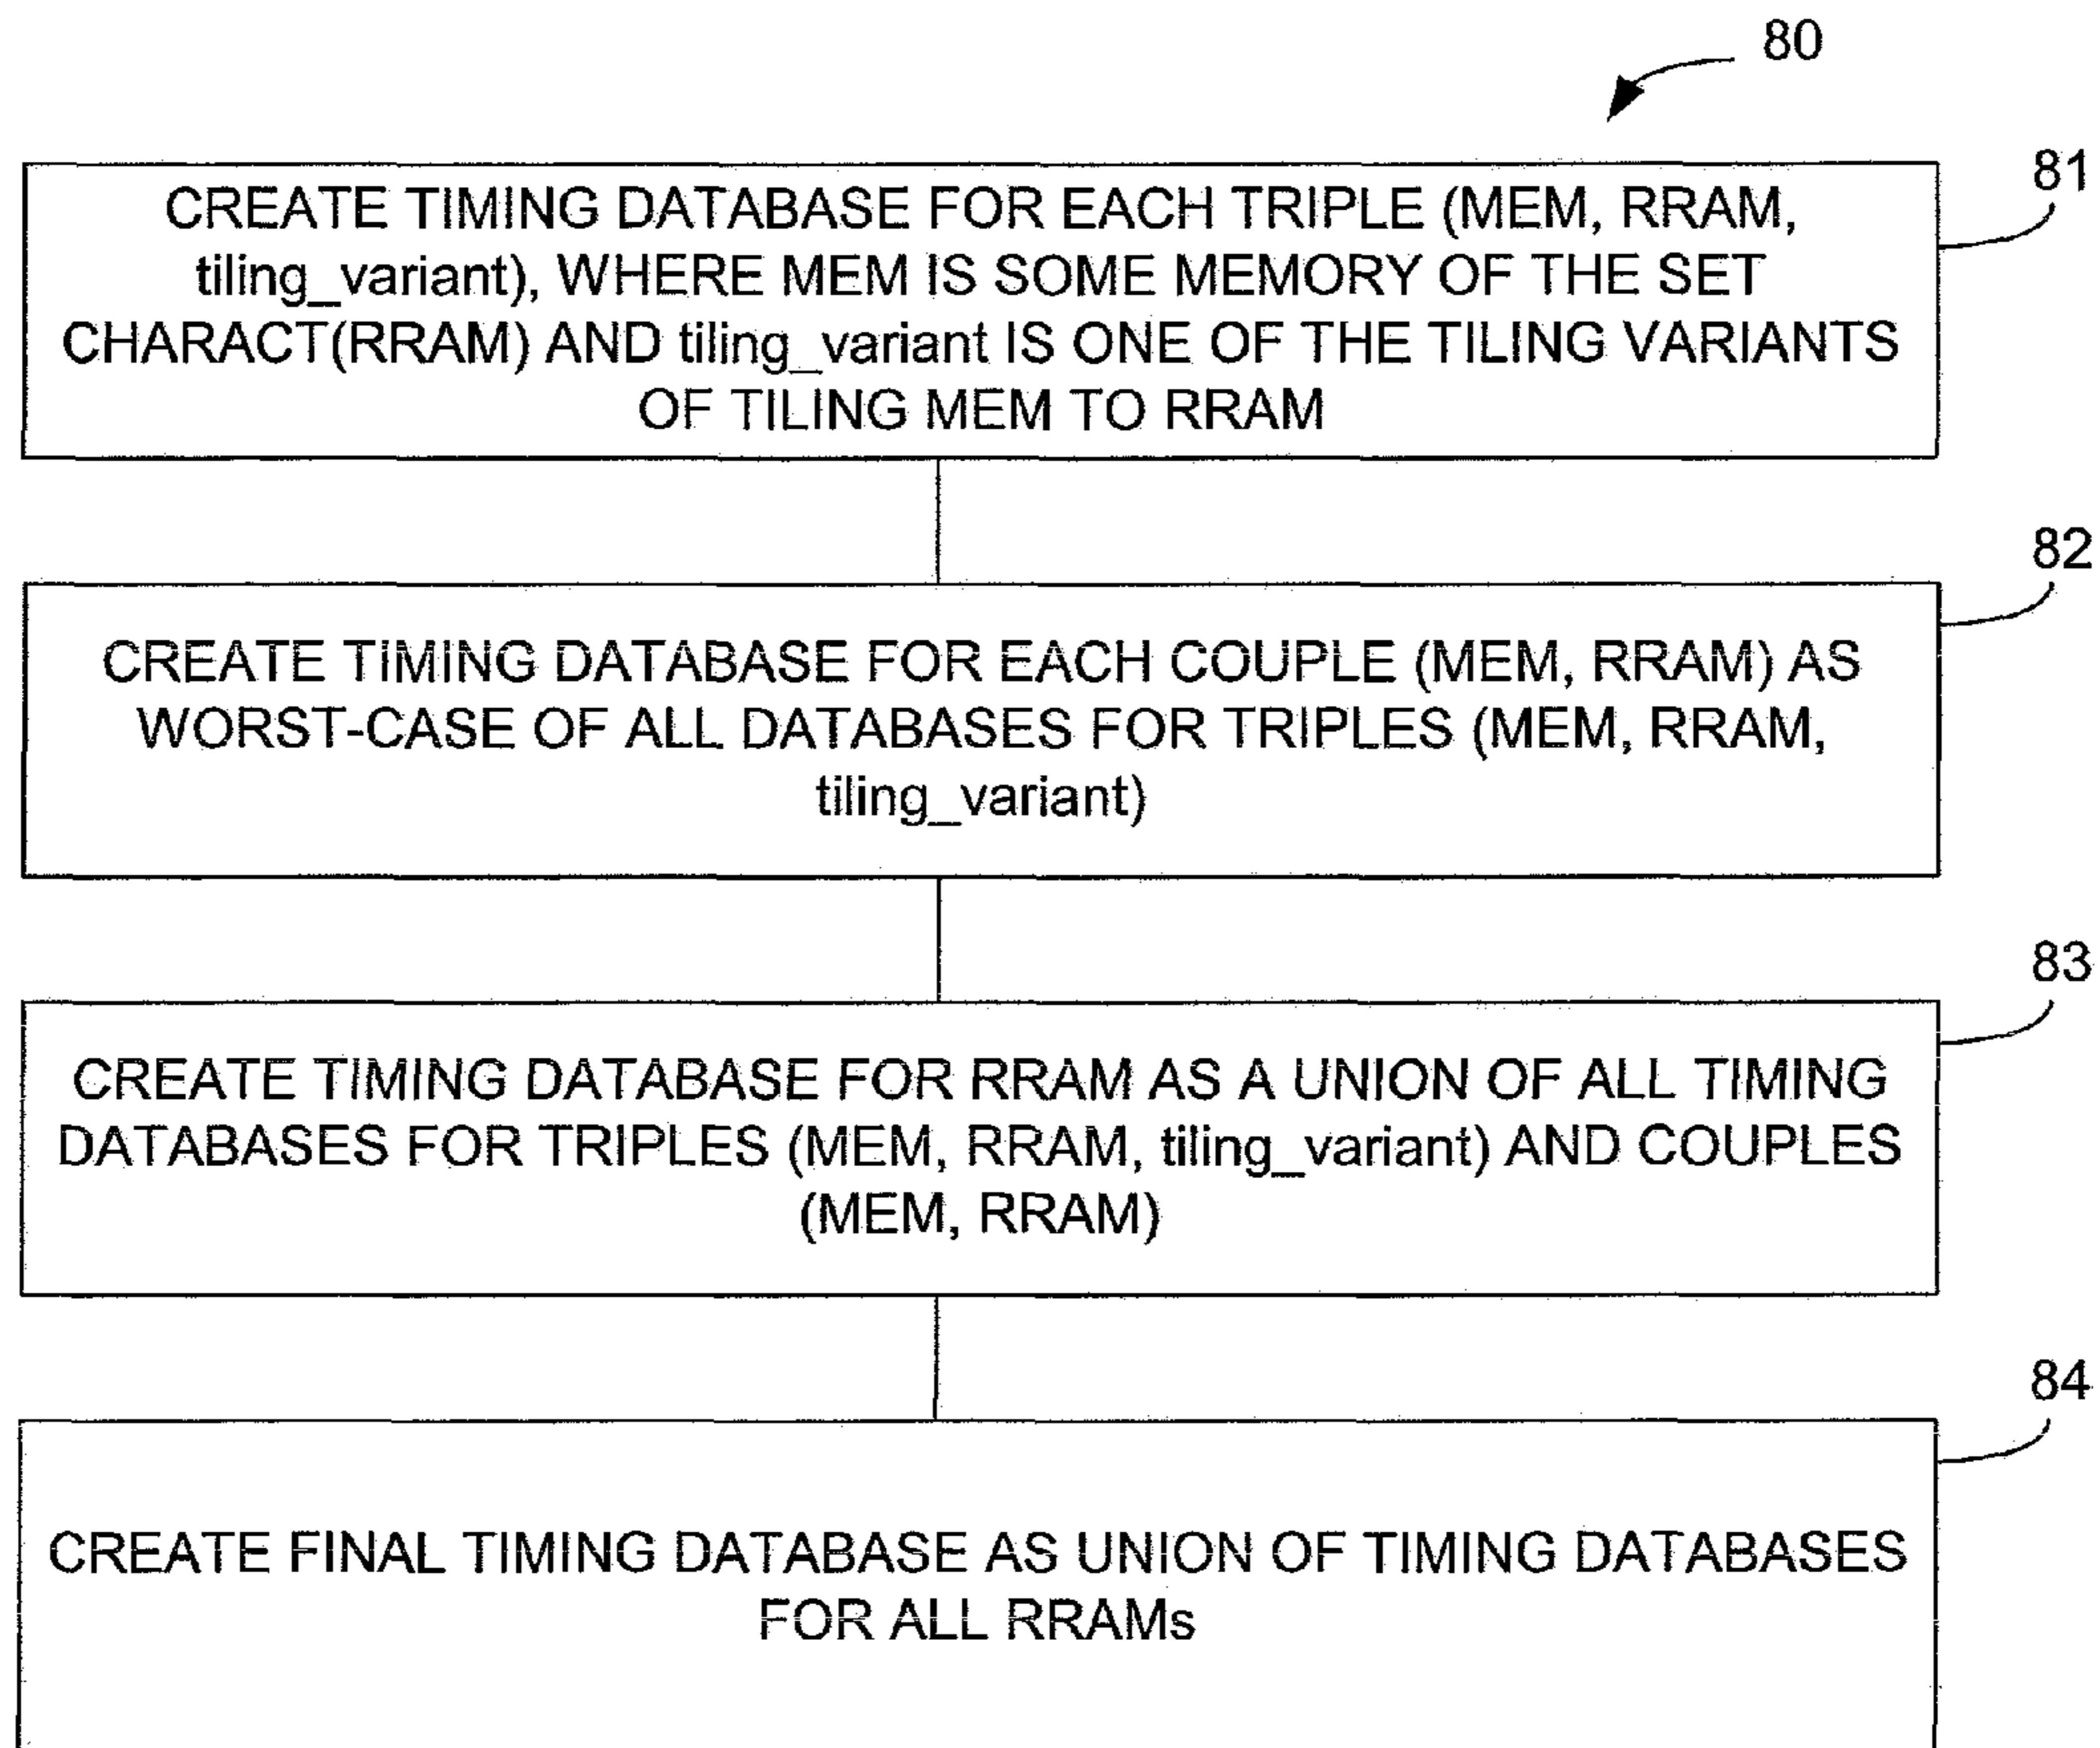 80
81
CREATE TIMING DATABASE FOR EACH TRIPLE (MEM, RRAM,
tiling_variant), WHERE MEM IS SOME MEMORY OF THE SET
CHARACT(RRAM) AND tiling_variant IS ONE OF THE TILING VARIANTS
OF TILING MEM TO RRAM
82
CREATE TIMING DATABASE FOR EACH COUPLE (MEM, RRAM) AS
WORST-CASE OF ALL DATABASES FOR TRIPLES (MEM, RRAM,
tiling_variant)
83
CREATE TIMING DATABASE FOR RRAM AS A UNION OF ALL TIMING
DATABASES FOR TRIPLES (MEM, RRAM, tiling_variant) AND COUPLES
(MEM, RRAM)
84
CREATE FINAL TIMING DATABASE AS UNION OF TIMING DATABASES
FOR ALL RRAMs